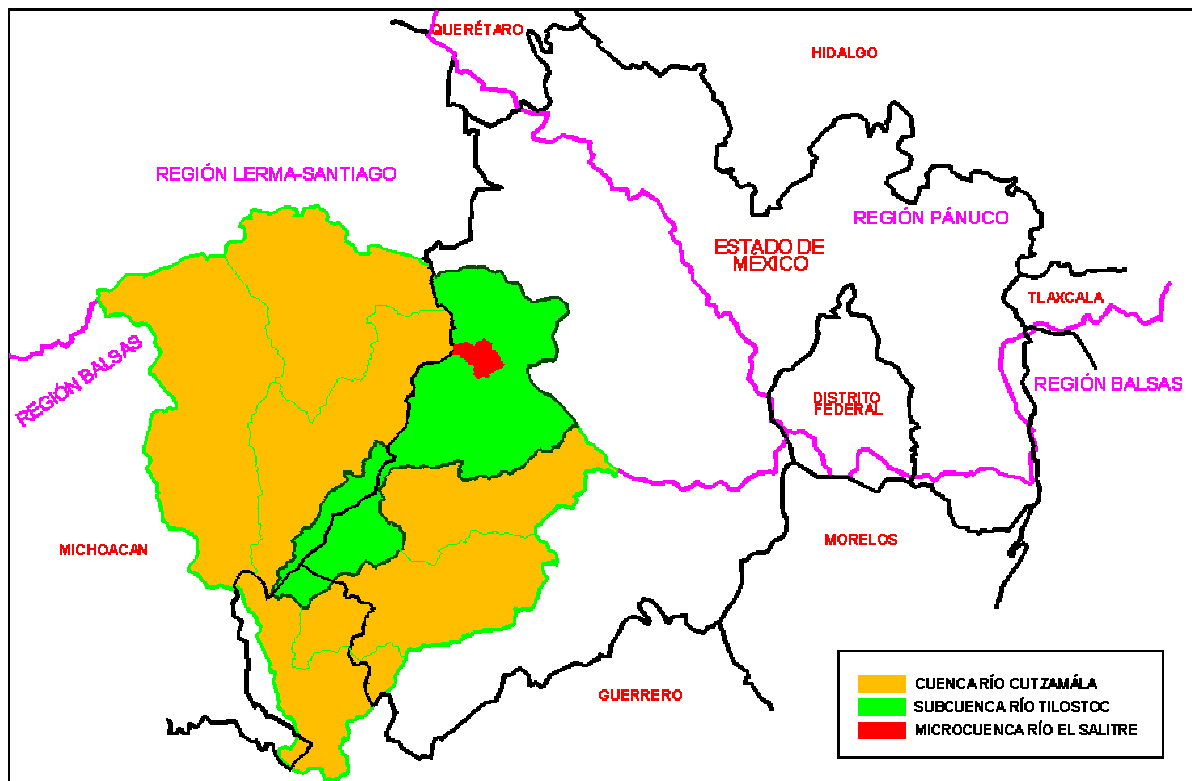 QUERÉTARO
HIDALGO
REGIÓN LERMA-SANTIAGO
REGIÓN PÁNUCO
ESTADO DE
MÉXICO
TLAXCALA
REGIÓN BALSAS
REGIÓN BALSAS
DISTRITO
FEDERAL
MICHOACAN
MORELOS
GUERRERO
CUENCA RÍO CUTZAMÁLA
SUBCUENCA RÍO TILOSTOC
MICROCUENCA RÍO EL SALITRE